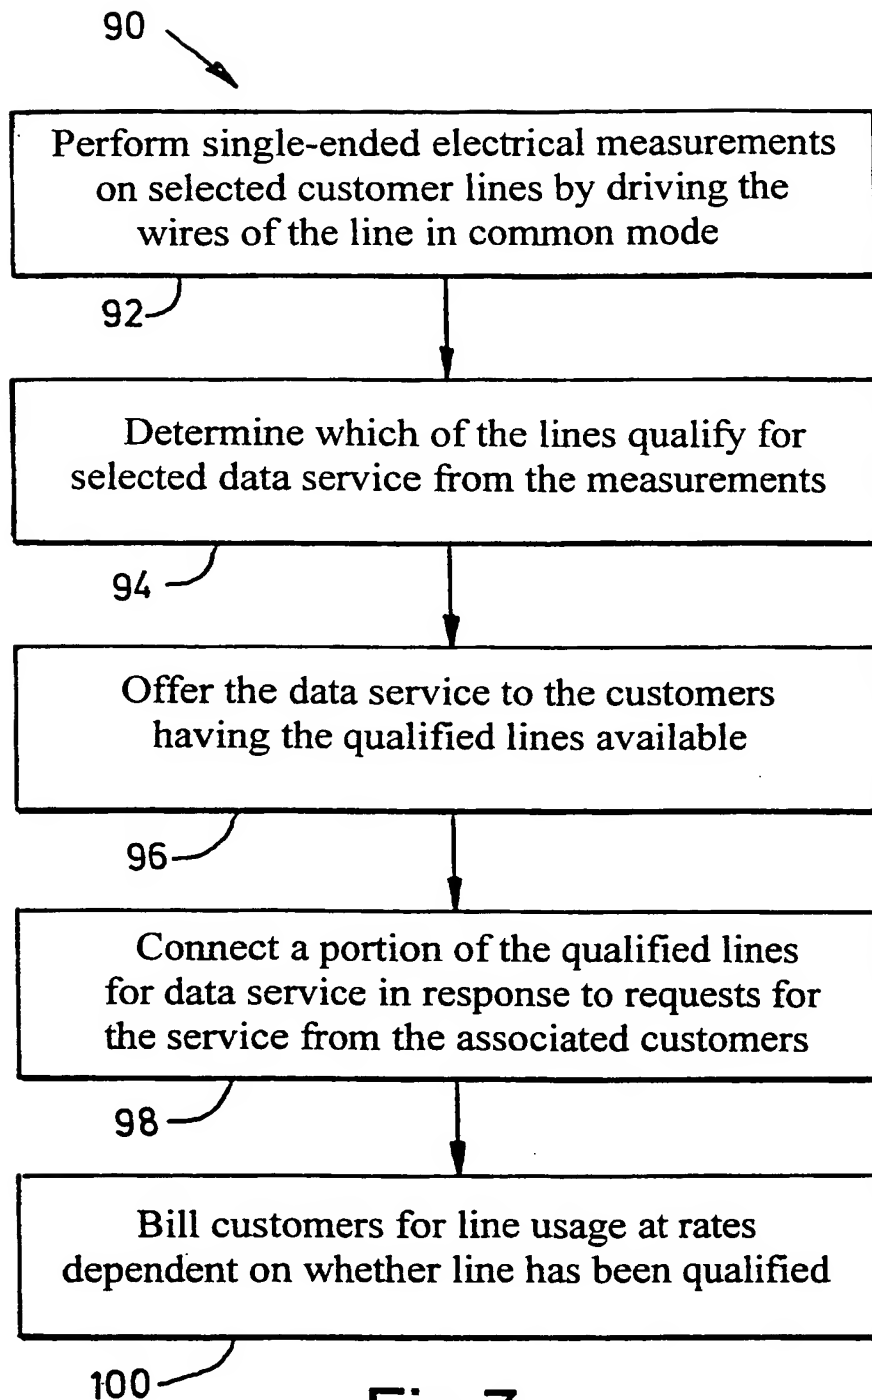 90
Perform single-ended electrical measurements
on selected customer lines by driving the
wires of the line in common mode
92
Determine which of the lines qualify for
selected data service from the measurements
94
Offer the data service to the customers
having the qualified lines available
96
Connect a portion of the qualified lines
for data service in response to requests for
the service from the associated customers
98
Bill customers for line usage at rates
dependent on whether line has been qualified
100